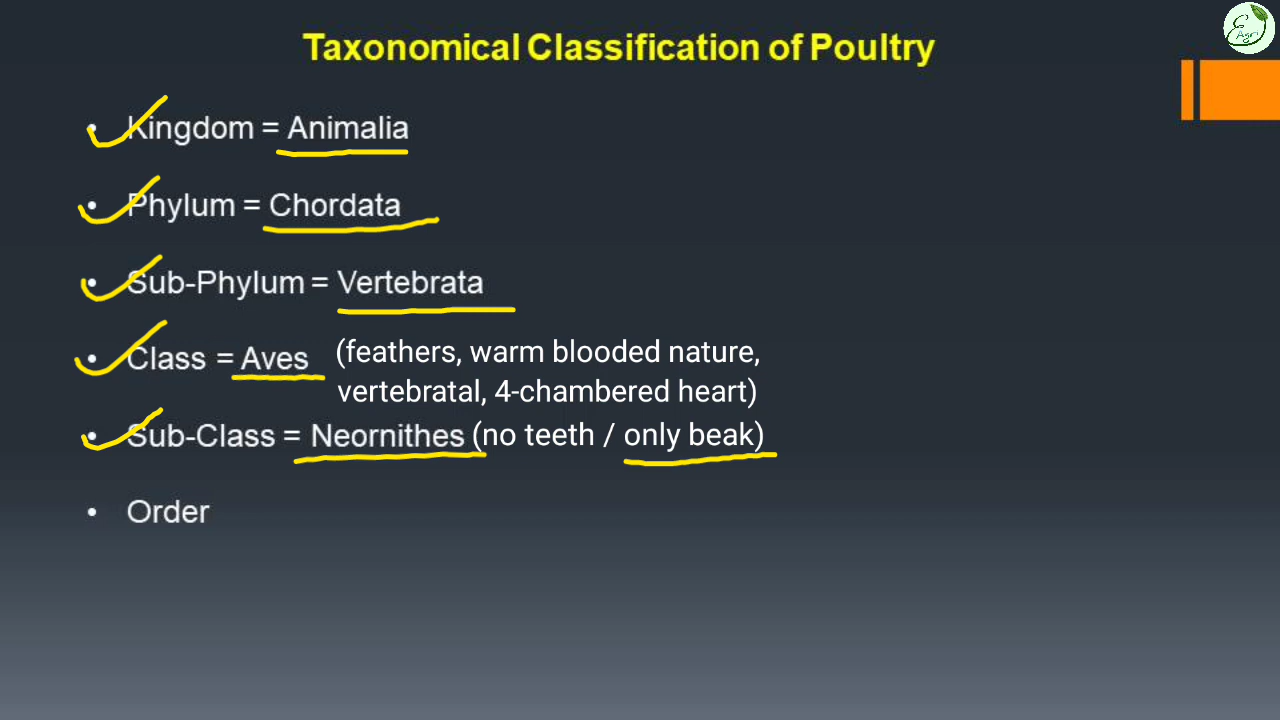 Taxonomical Classification of Poultry
• Kingdom = Animalia
• Phylum = Chordata
• Sub-Phylum = Vertebrata
• Class = Aves (feathers, warm blooded nature,
vertebratal, 4-chambered heart)
• Sub-Class = Neornithes (no teeth / only beak)
• Order
E
Agri